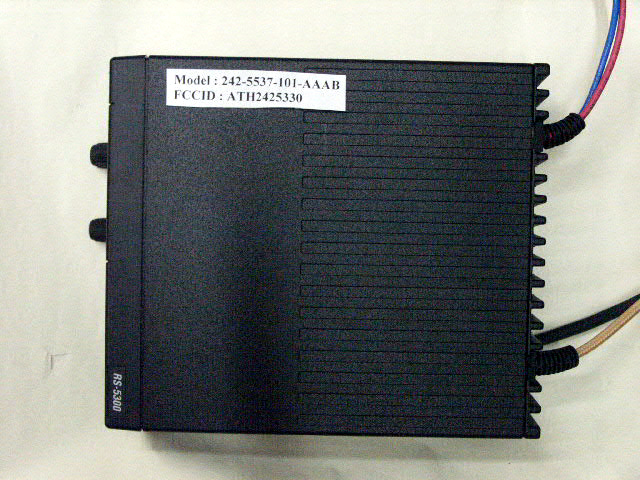 Model : 242-5537-101-AAAB
FCCID : ATH2425330
RS-5300